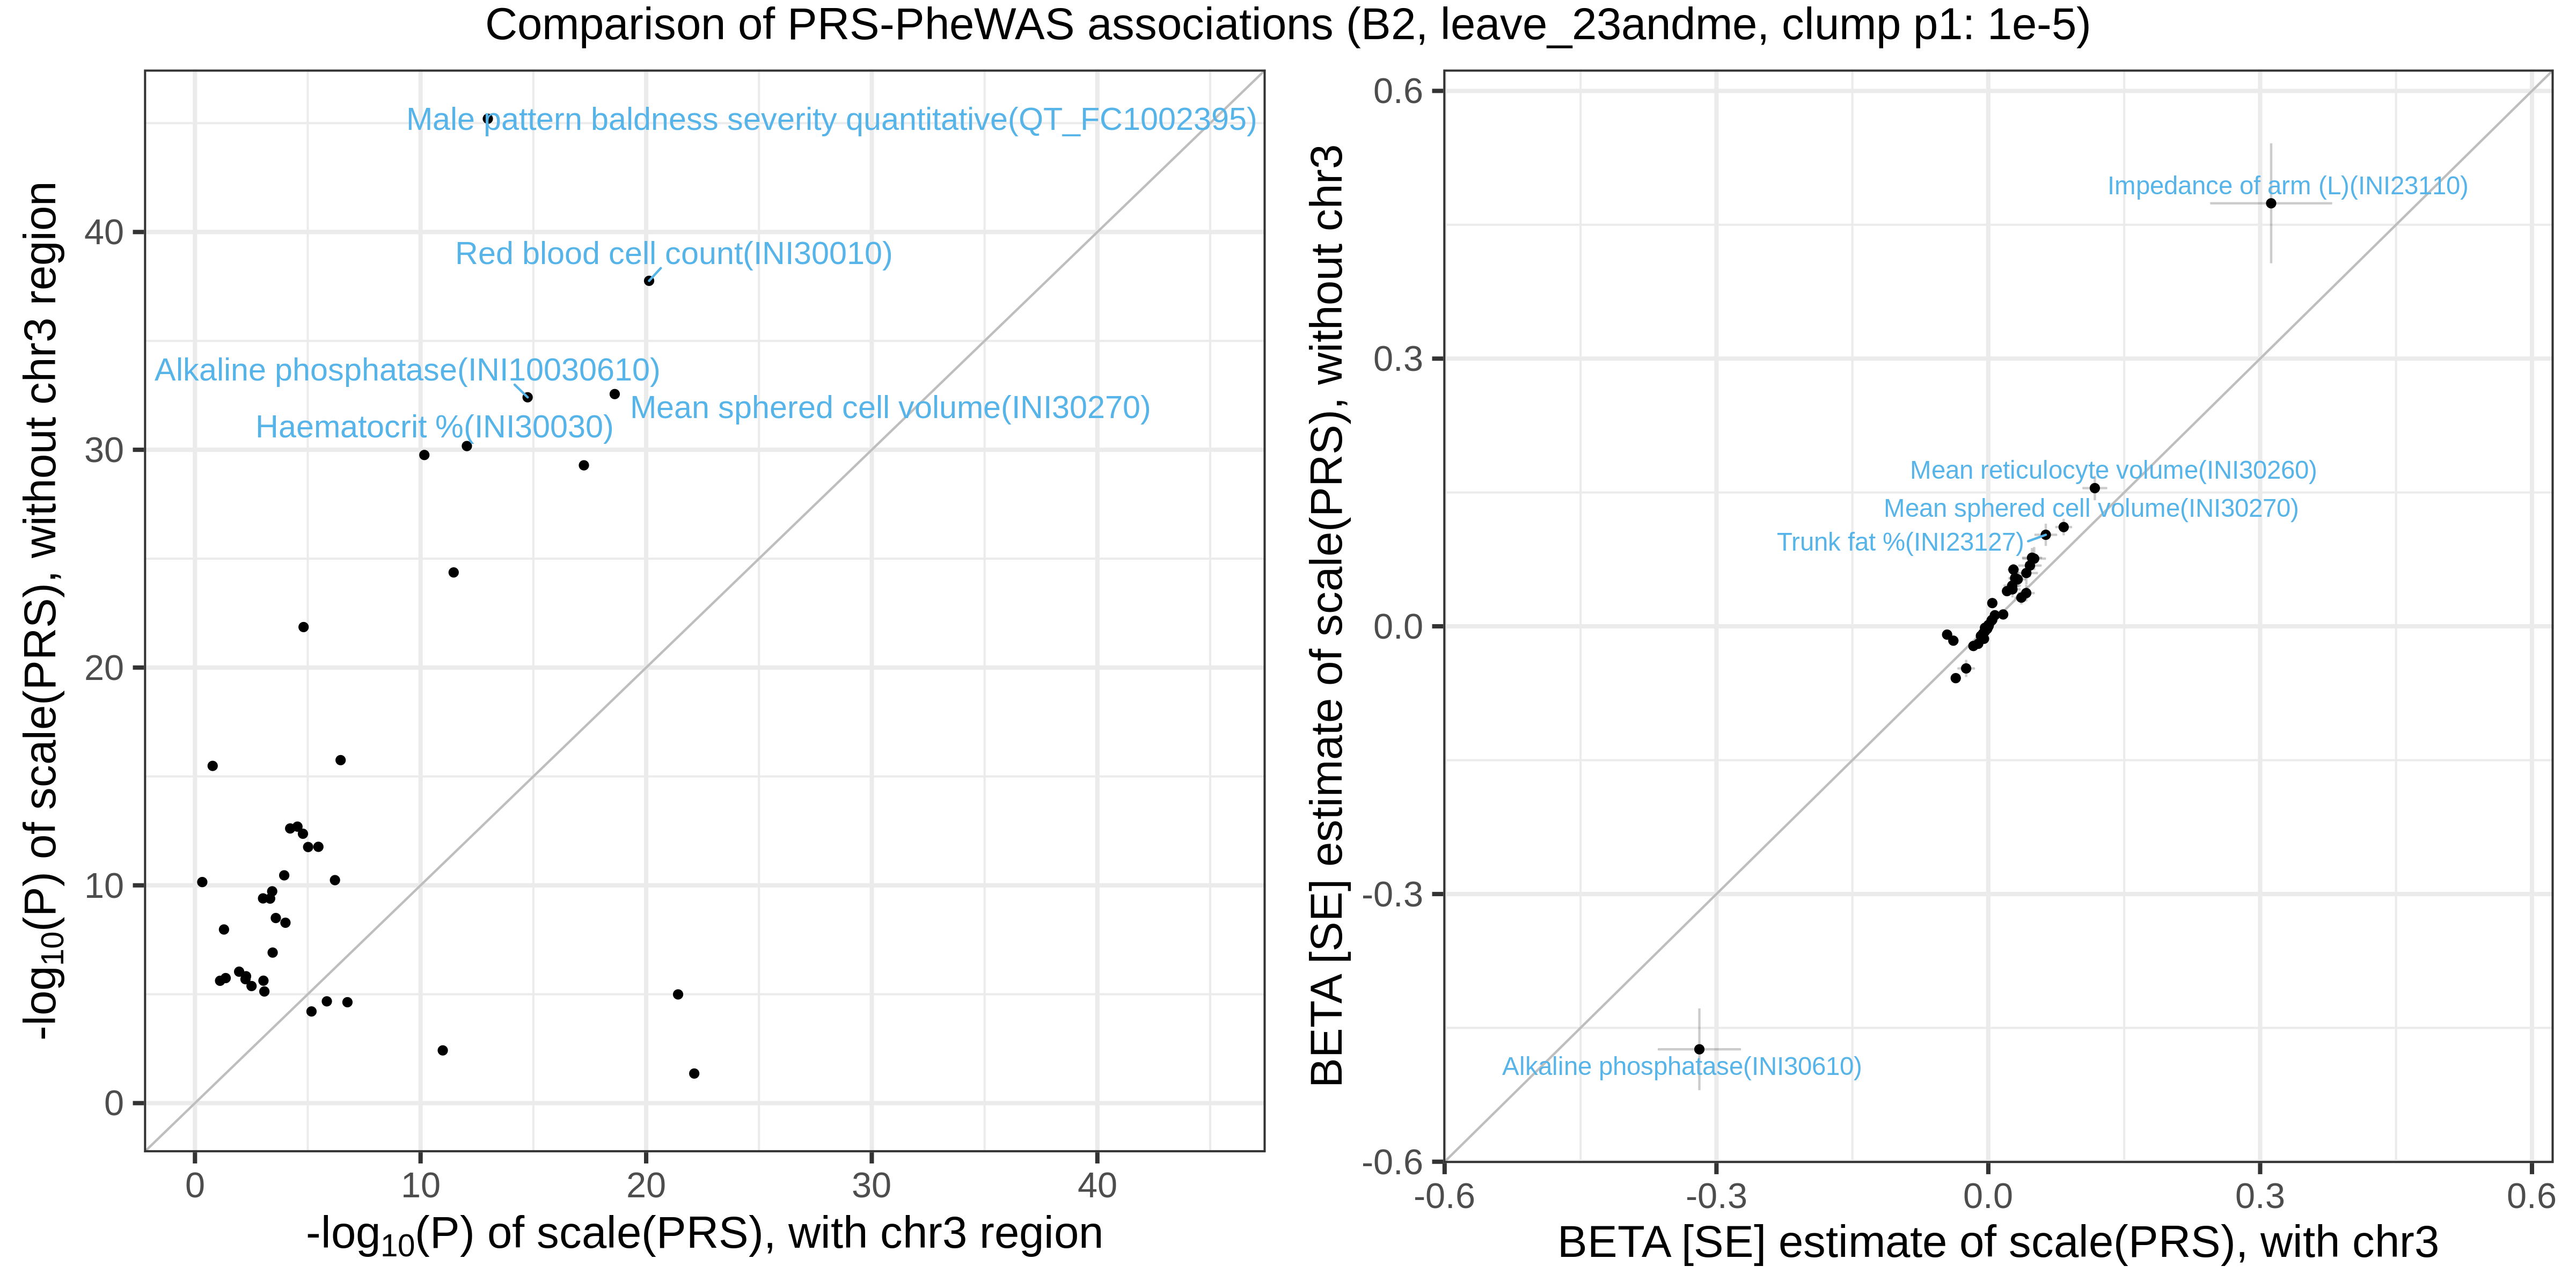 Comparison of PRS-PheWAS associations (B2, leave_23andme, clump p1: 1e-5)
-log10(P) of scale(PRS), without chr3 region
40
30
20
10
0
Male pattern baldness severity quantitative(QT_FC1002395)
Red blood cell count(INI30010)
Alkaline phosphatase(INI10030610)
Mean sphered cell volume(INI30270)
Haematocrit %(INI30030)
0 10 20 30 40
-log10(P) of scale(PRS), with chr3 region
BETA [SE] estimate of scale(PRS), without chr3
0.6
0.3
0.0
-0.3
-0.6
Impedance of arm (L)(INI23110)
Mean reticulocyte volume(INI30260)
Mean sphered cell volume(INI30270)
Trunk fat %(INI23127)
Alkaline phosphatase(INI30610)
-0.6 -0.3 0.0 0.3 0.6
BETA [SE] estimate of scale(PRS), with chr3